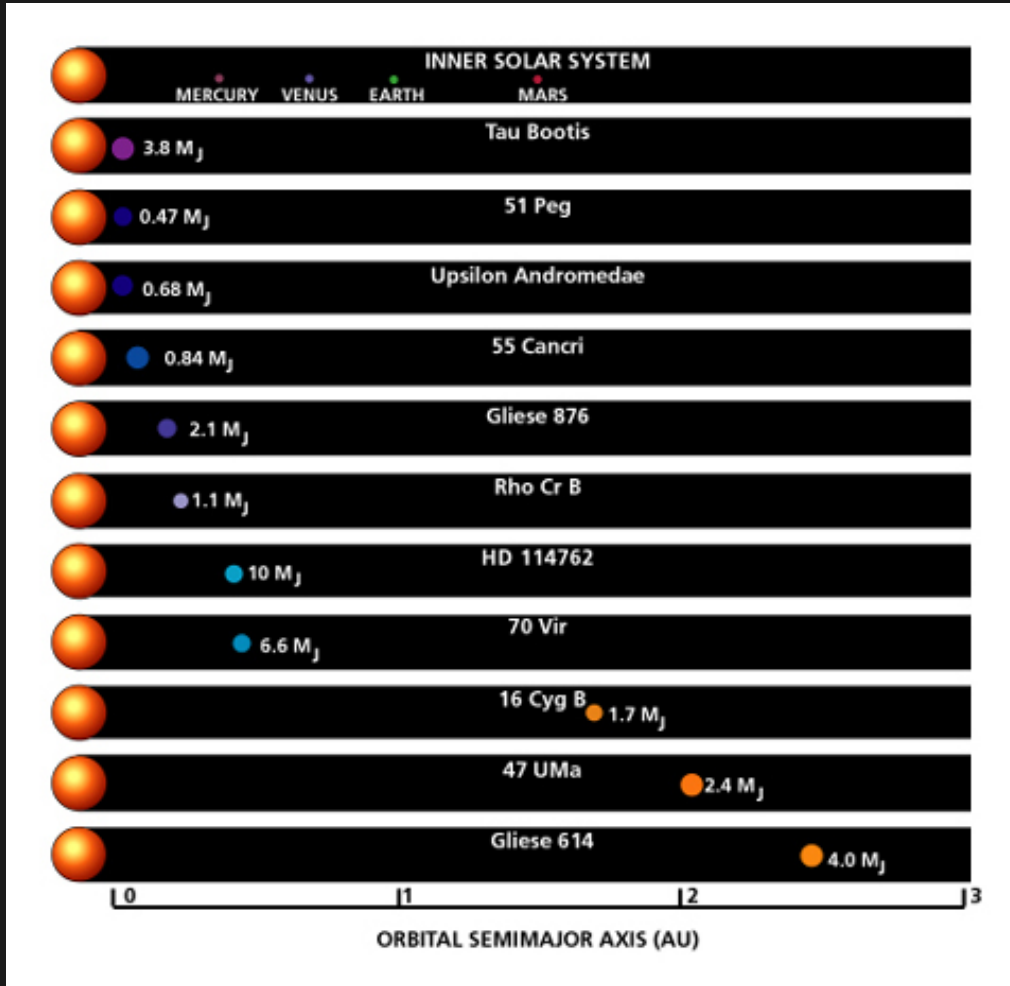 INNER SOLAR SYSTEM
MERCURY VENUS EARTH MARS
Tau Bootis
3.8 MJ
51 Peg
0.47 MJ
Upsilon Andromedae
0.68 MJ
55 Cancri
0.84 MJ
Gliese 876
2.1 MJ
Rho Cr B
1.1 MJ
HD 114762
10 MJ
70 Vir
6.6 MJ
16 Cyg B
1.7 MJ
47 UMa
2.4 MJ
Gliese 614
4.0 MJ
0 1 2 3
ORBITAL SEMIMAJOR AXIS (AU)